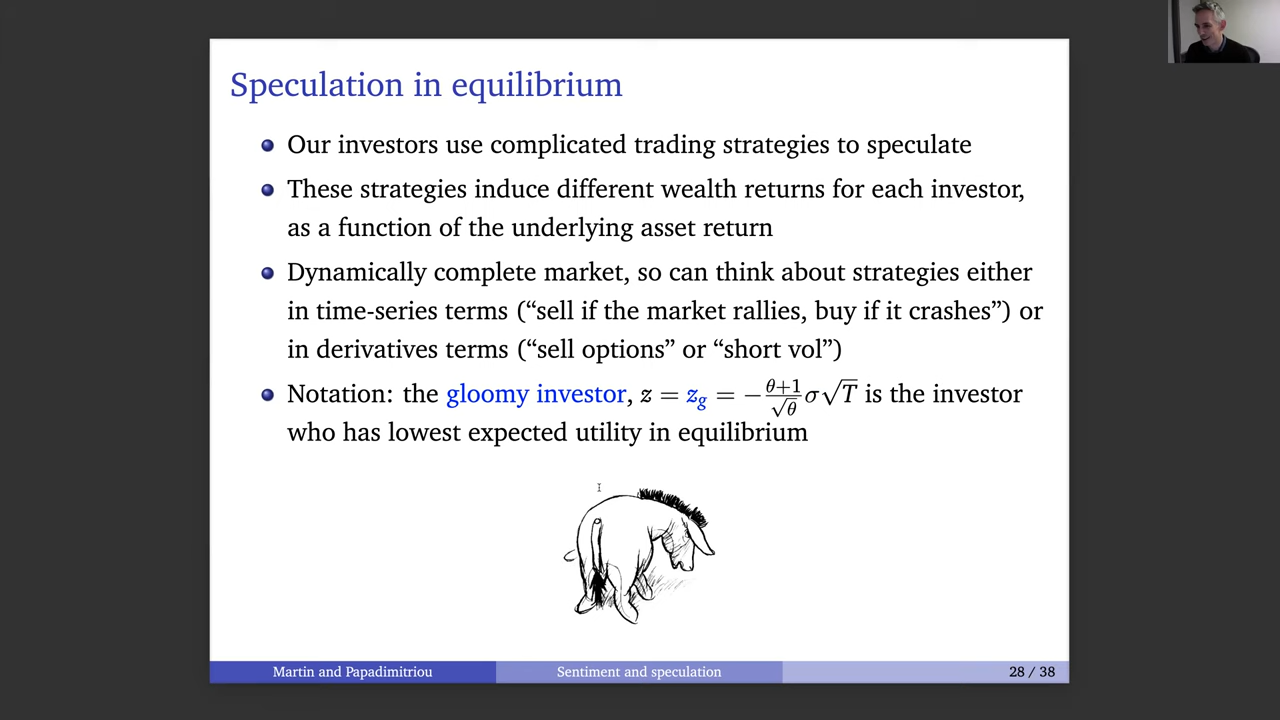 Speculation in equilibrium
Our investors use complicated trading strategies to speculate
These strategies induce different wealth returns for each investor,
as a function of the underlying asset return
Dynamically complete market, so can think about strategies either
in time-series terms (“sell if the market rallies, buy if it crashes”) or
in derivatives terms (“sell options” or “short vol”)
Notation: the gloomy investor, z = z_g = −\frac{θ+1}{\sqrt{θ}}σ√T is the investor
who has lowest expected utility in equilibrium
Martin and Papadimitriou
Sentiment and speculation
28 / 38